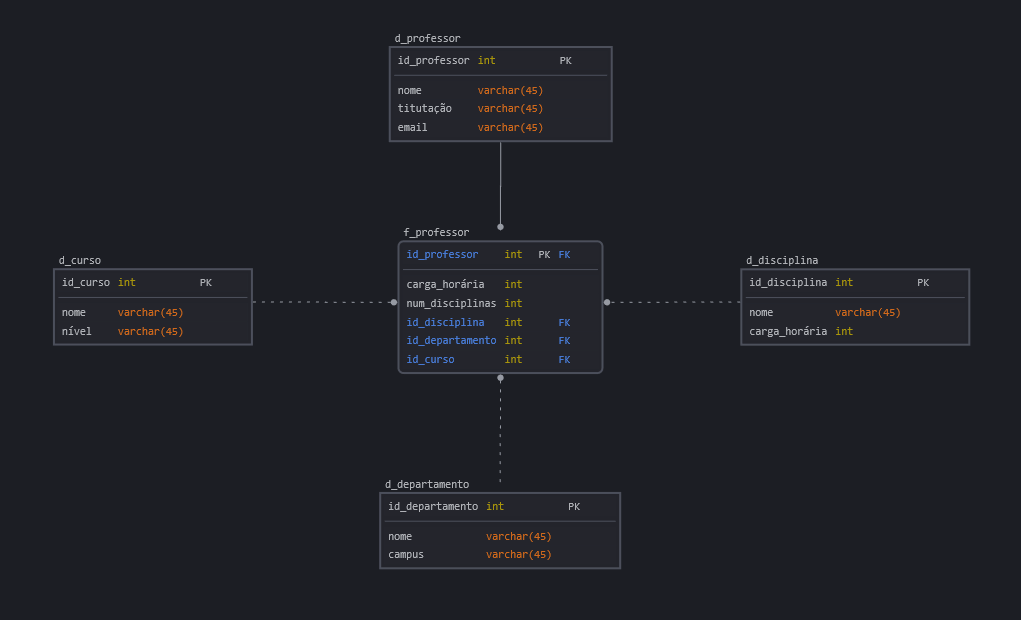 d_professor
id_professor int PK
nome varchar(45)
titutação varchar(45)
email varchar(45)
f_professor
id_professor int PK FK
carga_horária int
num_disciplinas int
id_disciplina int FK
id_departamento int FK
id_curso int FK
d_curso
id_curso int PK
nome varchar(45)
nível varchar(45)
d_disciplina
id_disciplina int PK
nome varchar(45)
carga_horária int
d_departamento
id_departamento int PK
nome varchar(45)
campus varchar(45)